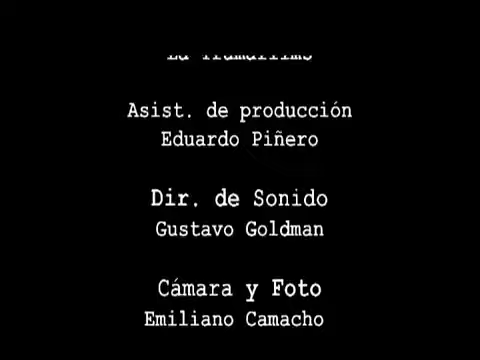 Asist. de producción
Eduardo Piñero
Dir. de Sonido
Gustavo Goldman
Cámara y Foto
Emiliano Camacho